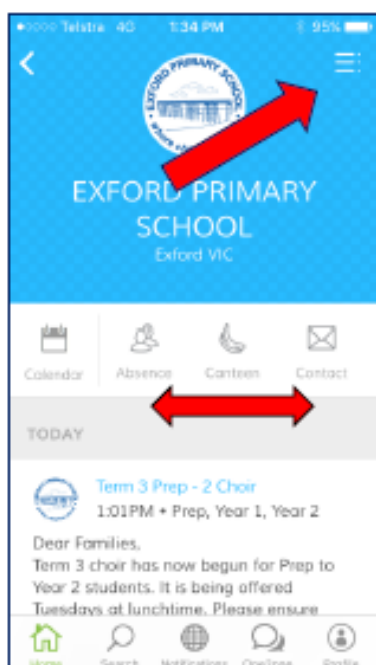 Telstra 4G 1:34 PM 95%
EXFORD PRIMARY SCHOOL
EXFORD PRIMARY
SCHOOL
Exford VIC
Calendar Absence Canteen Contact
TODAY
Term 3 Prep - 2 Choir
1:01PM • Prep, Year 1, Year 2
Dear Families,
Term 3 choir has now begun for Prep to
Year 2 students. It is being offered
Tuesdays at lunchtime. Please ensure
Home Search Notifications Profile